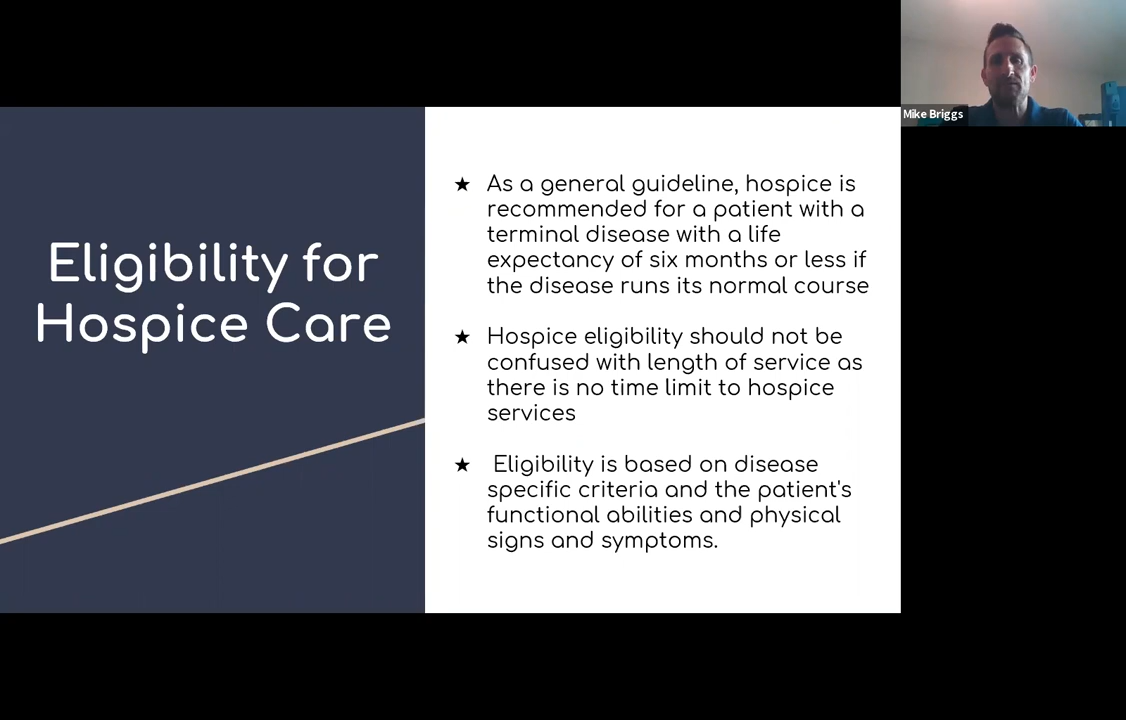 Mike Briggs
Eligibility for
Hospice Care
★ As a general guideline, hospice is
recommended for a patient with a
terminal disease with a life
expectancy of six months or less if
the disease runs its normal course
★ Hospice eligibility should not be
confused with length of service as
there is no time limit to hospice
services
★ Eligibility is based on disease
specific criteria and the patient's
functional abilities and physical
signs and symptoms.